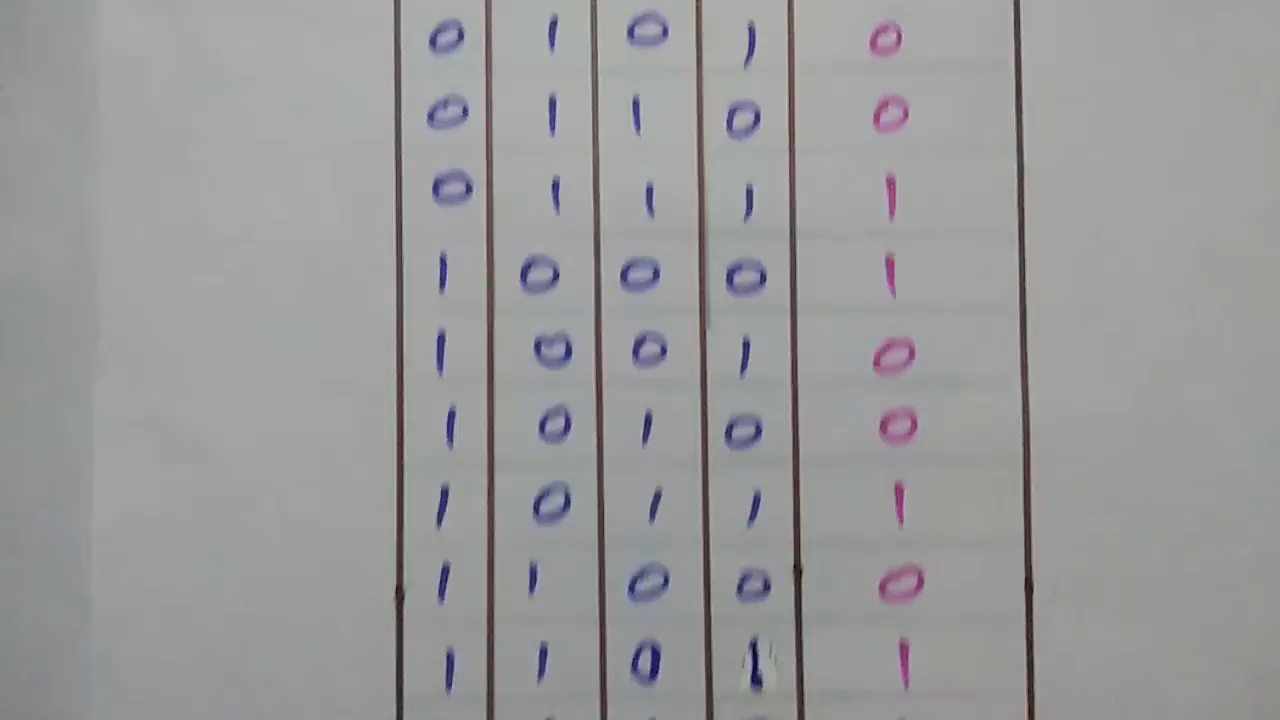 0 1 0 1 0
0 1 1 0 0
0 1 1 1 1
1 0 0 0 1
1 0 0 1 0
1 0 1 0 0
1 0 1 1 1
1 1 0 0 0
1 1 0 1 1